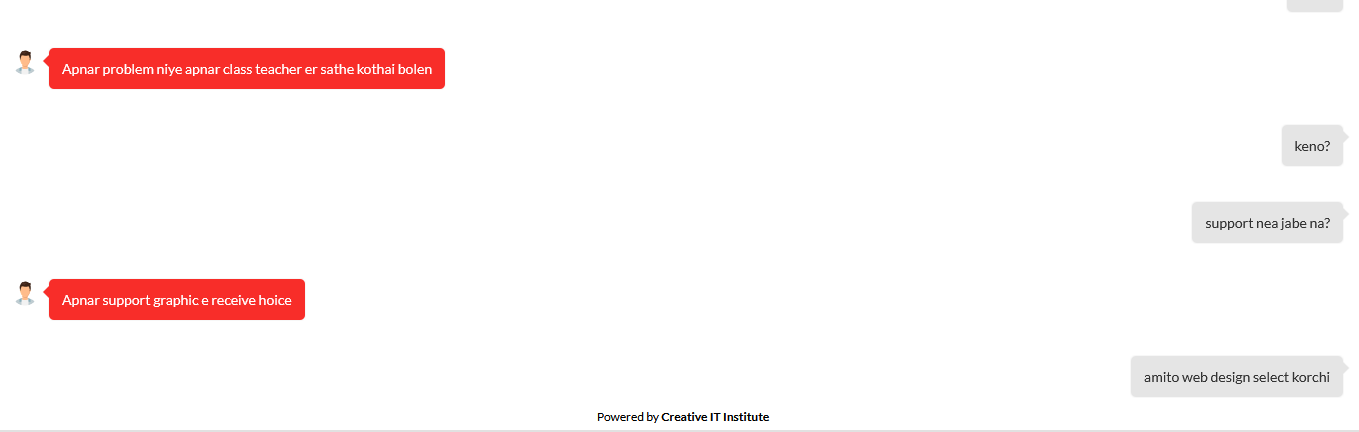 Apnar problem niye apnar class teacher er sathe kothai bolen
keno?
support nea jabe na?
Apnar support graphic e receive hoice
amito web design select korchi
Powered by Creative IT Institute